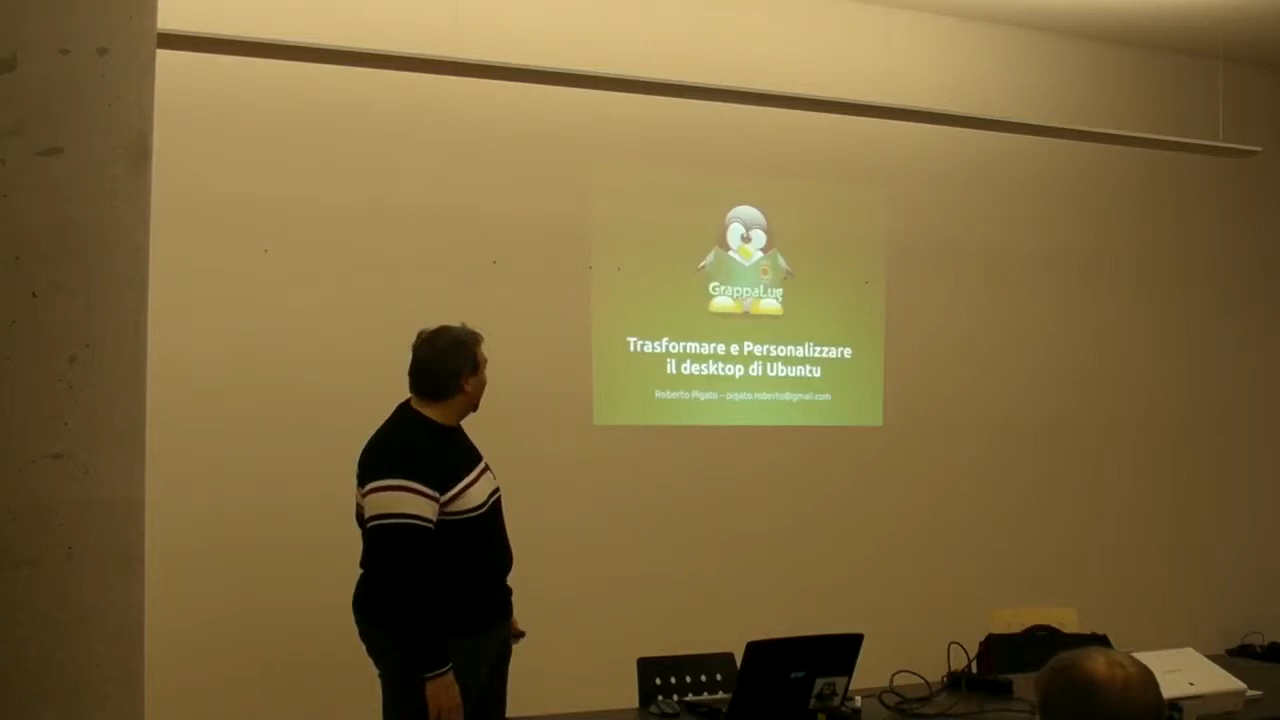 GrappaLug
Trasformare e Personalizzare
il desktop di Ubuntu
Roberto Pigato - pigato.roberto@gmail.com